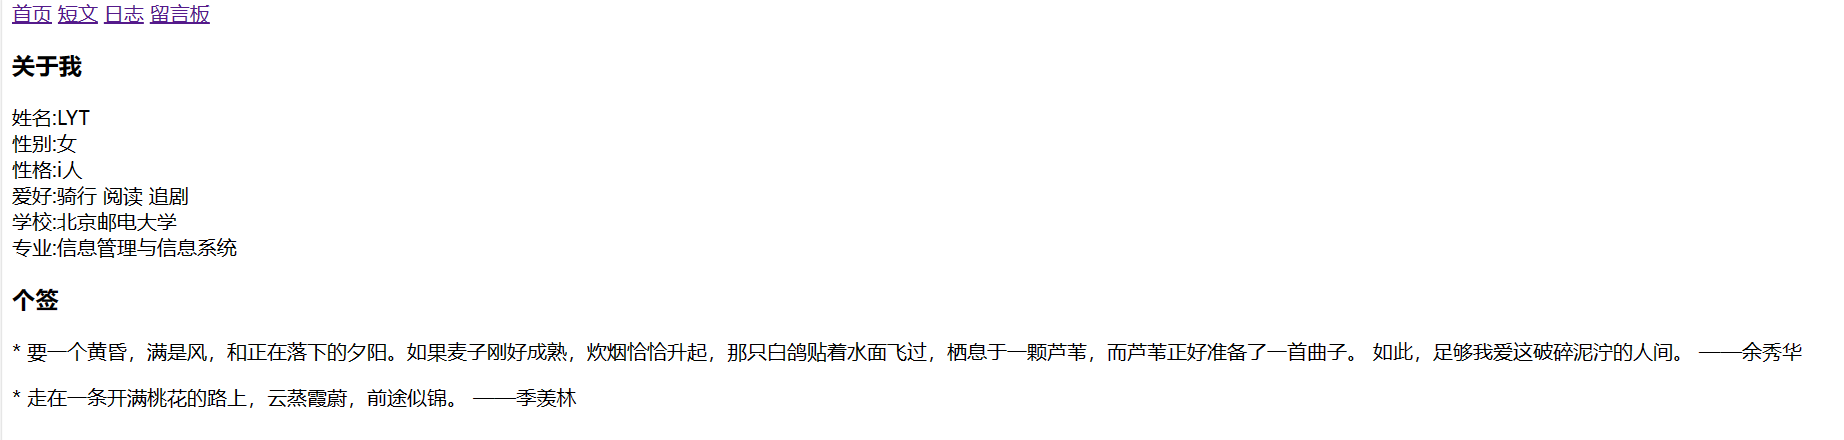 首页 短文 日志 留言板
关于我
姓名:LYT
性别:女
性格:i人
爱好:骑行 阅读 追剧
学校:北京邮电大学
专业:信息管理与信息系统
个签
* 要一个黄昏，满是风，和正在落下的夕阳。如果麦子刚好成熟，炊烟恰恰升起，那只白鸽贴着水面飞过，栖息于一颗芦苇，而芦苇正好准备了一首曲子。 如此，足够我爱这破碎泥泞的人间。 ——余秀华
* 走在一条开满桃花的路上，云蒸霞蔚，前途似锦。 ——季羡林